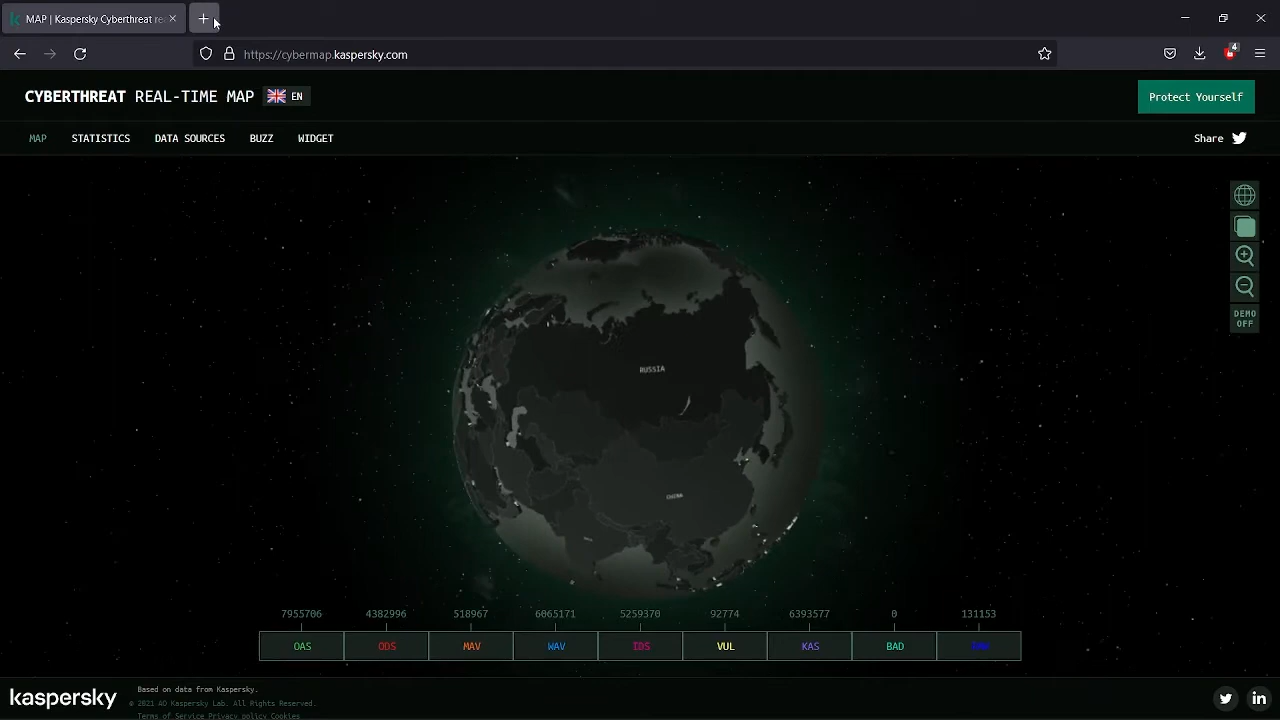 MAP | Kaspersky Cyberthreat re
4
https://cybermap.kaspersky.com
CYBERTHREAT REAL-TIME MAP EN
Protect Yourself
MAP STATISTICS DATA SOURCES BUZZ WIDGET
Share
DEMO
OFF
RUSSIA
CHINA
7955706 4382996 518967 6065171 5259370 92774 6393577 0 131153
OAS ODS MAV WAV IDS VUL KAS BAD RMW
kaspersky
Based on data from Kaspersky.
© 2021 AO Kaspersky Lab. All Rights Reserved.
Terms of Service Privacy policy Cookies